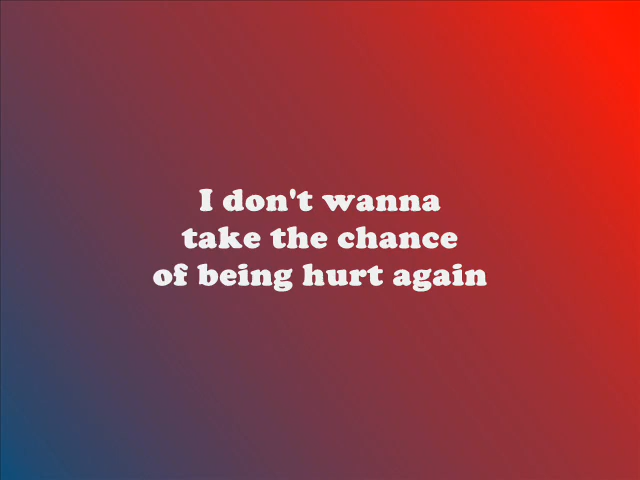 I don't wanna
take the chance
of being hurt again